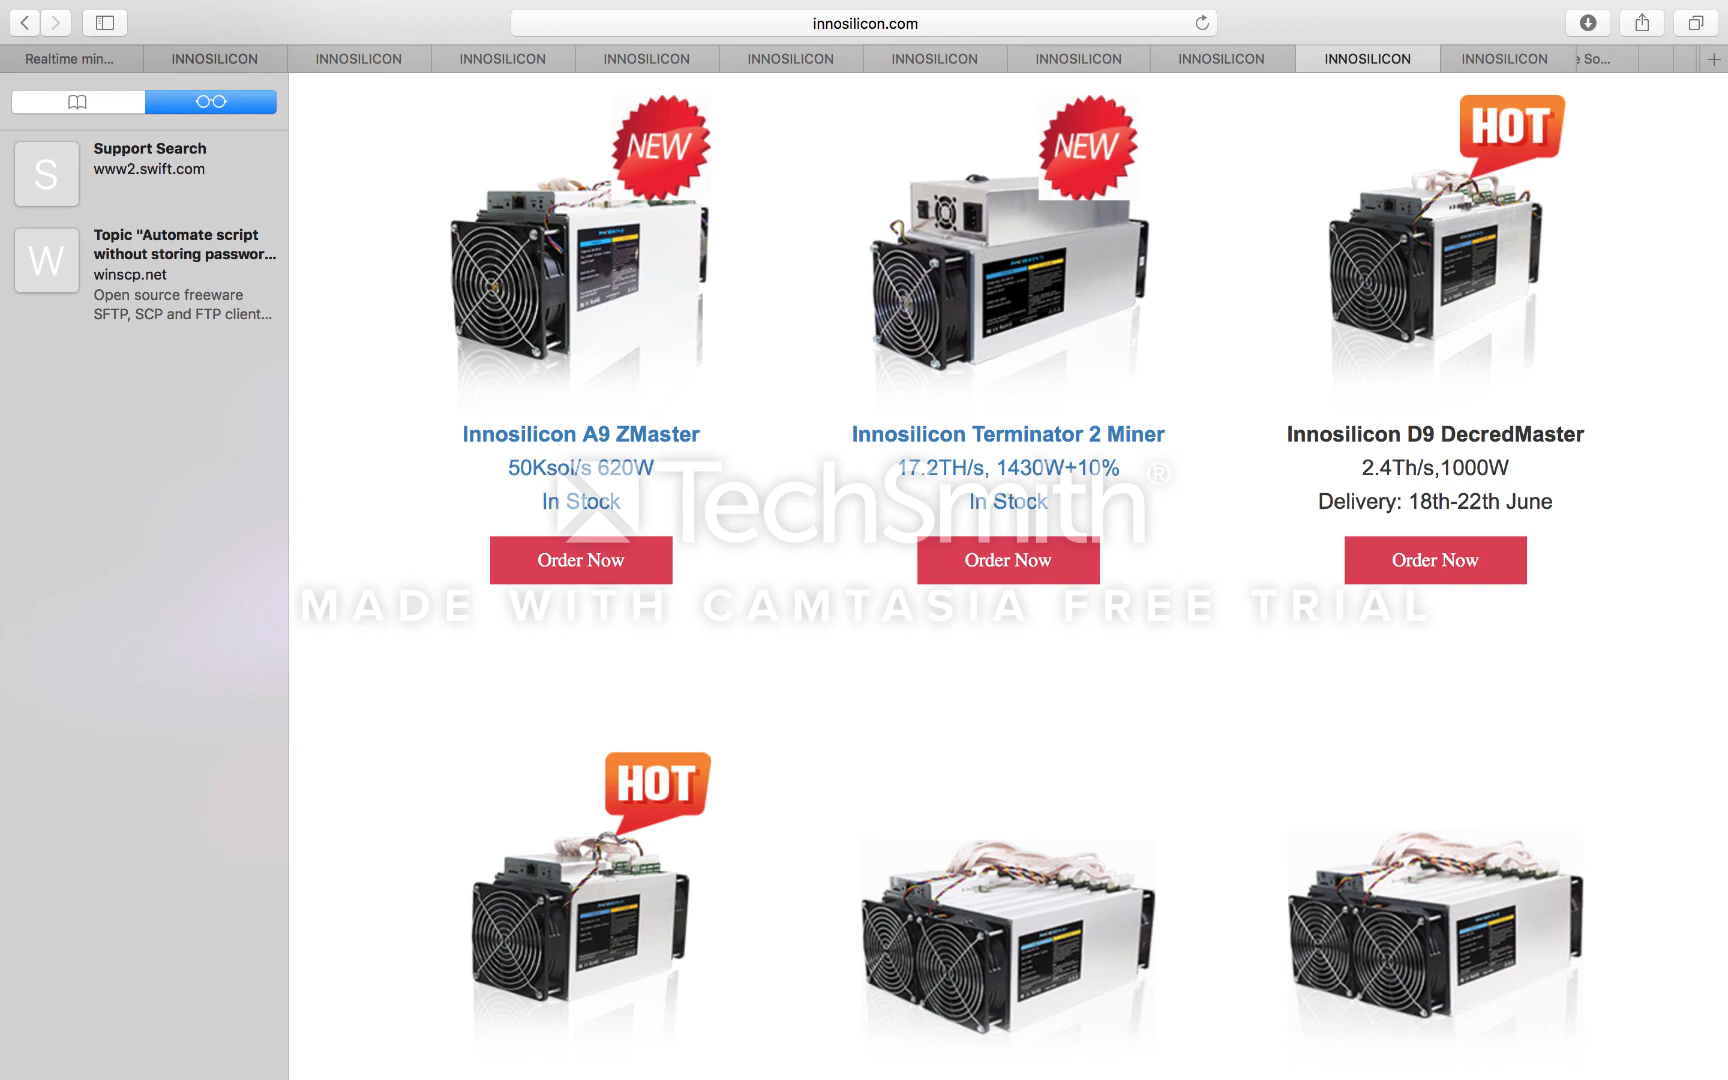 innosilicon.com
Realtime min...
INNOSILICON
INNOSILICON
INNOSILICON
INNOSILICON
INNOSILICON
INNOSILICON
INNOSILICON
INNOSILICON
INNOSILICON
INNOSILICON
So...
S
Support Search
www2.swift.com
W
Topic "Automate script
without storing passwor...
winscp.net
Open source freeware
SFTP, SCP and FTP client...
NEW
NEW
HOT
Innosilicon A9 ZMaster
50Ksol/s 620W
In Stock
Order Now
Innosilicon Terminator 2 Miner
17.2TH/s, 1430W+10%
In Stock
Order Now
Innosilicon D9 DecredMaster
2.4Th/s,1000W
Delivery: 18th-22th June
Order Now
TechSmith®
MADE WITH CAMTASIA FREE TRIAL
HOT